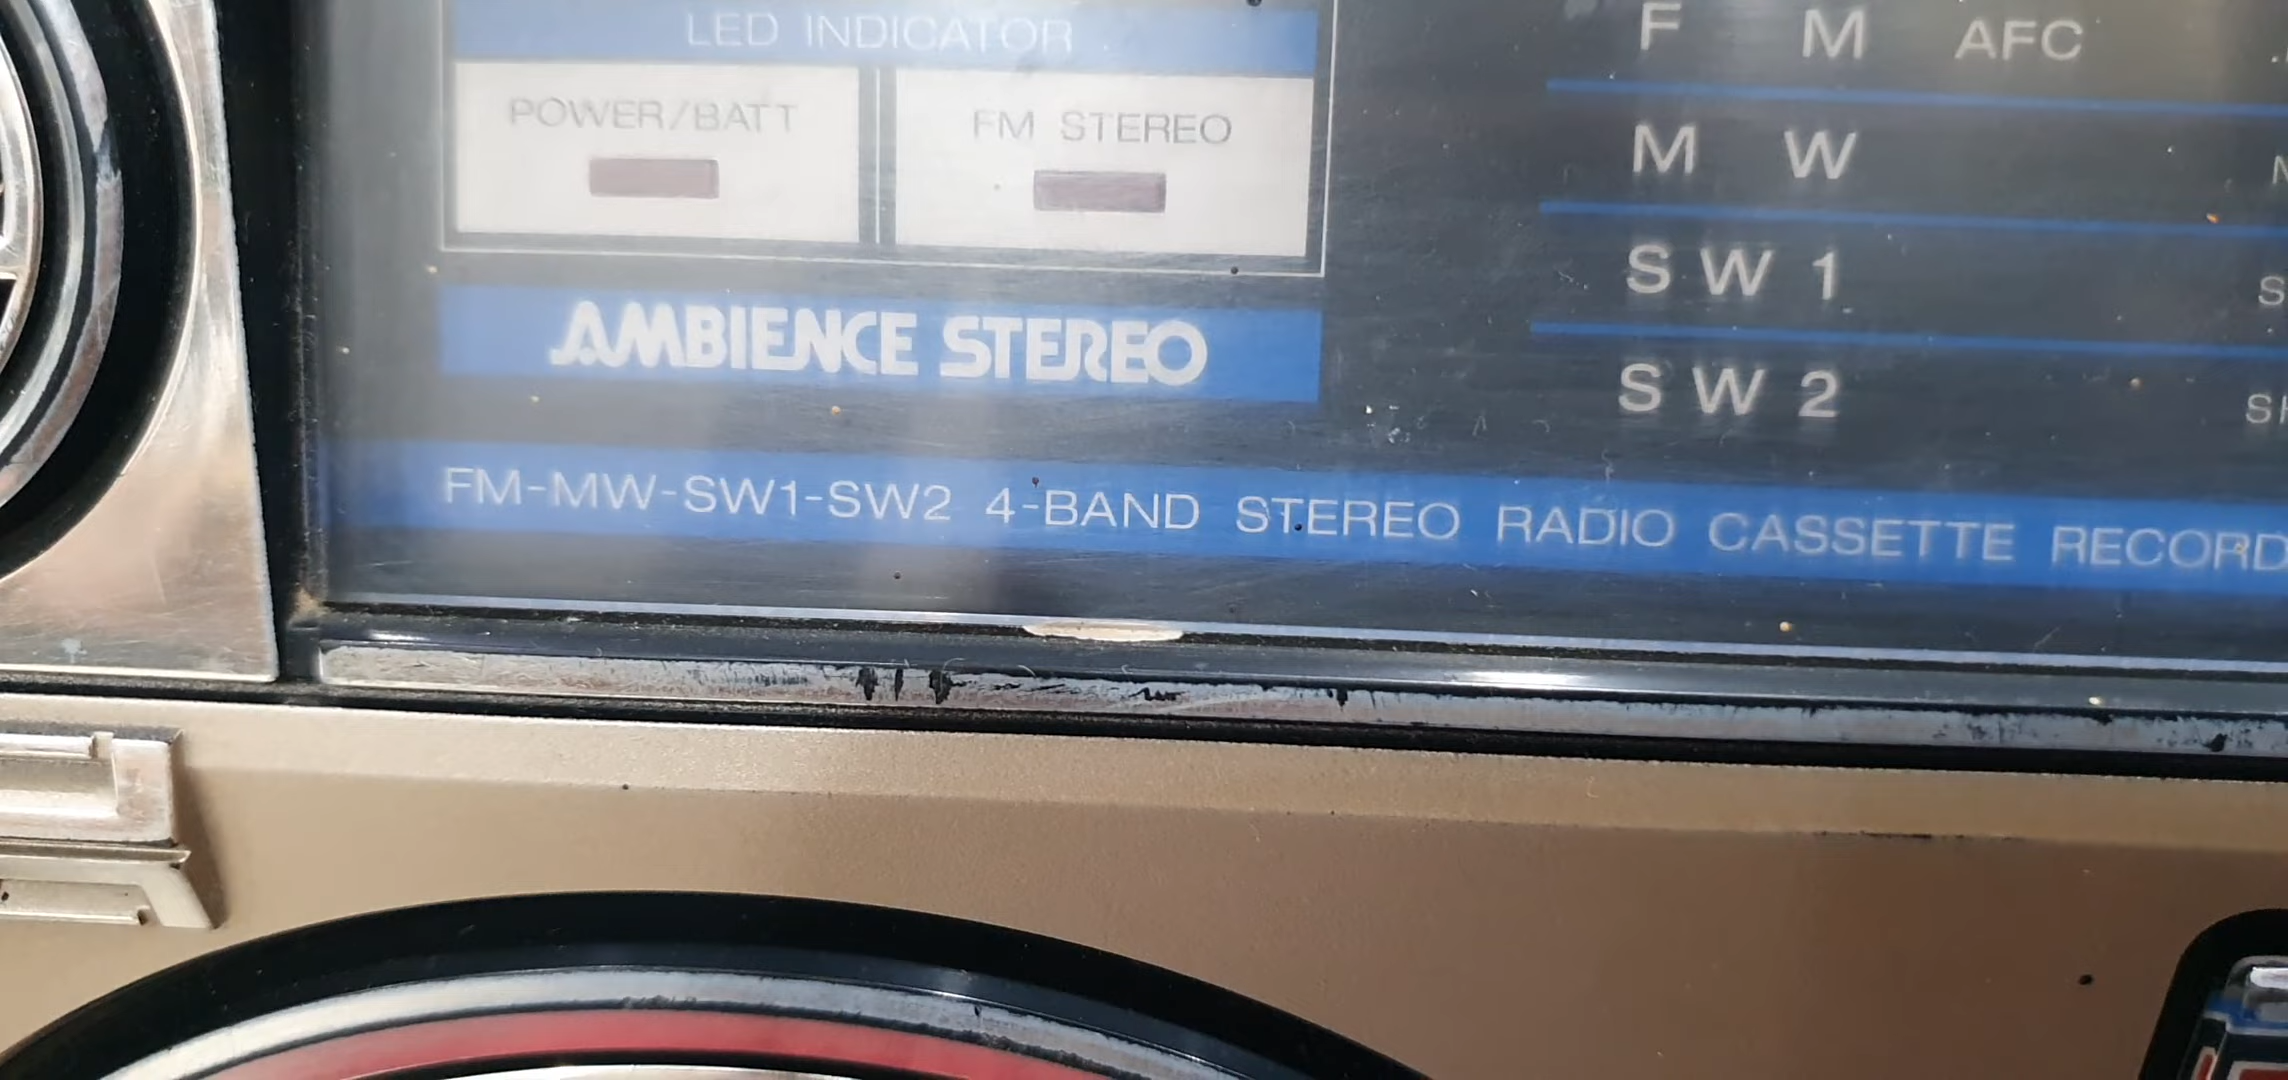 LED INDICATOR
POWER/BATT
FM STEREO
AMBIENCE STEREO
F M AFC
M W
S W 1
S W 2
FM-MW-SW1-SW2 4-BAND STEREO RADIO CASSETTE RECORD